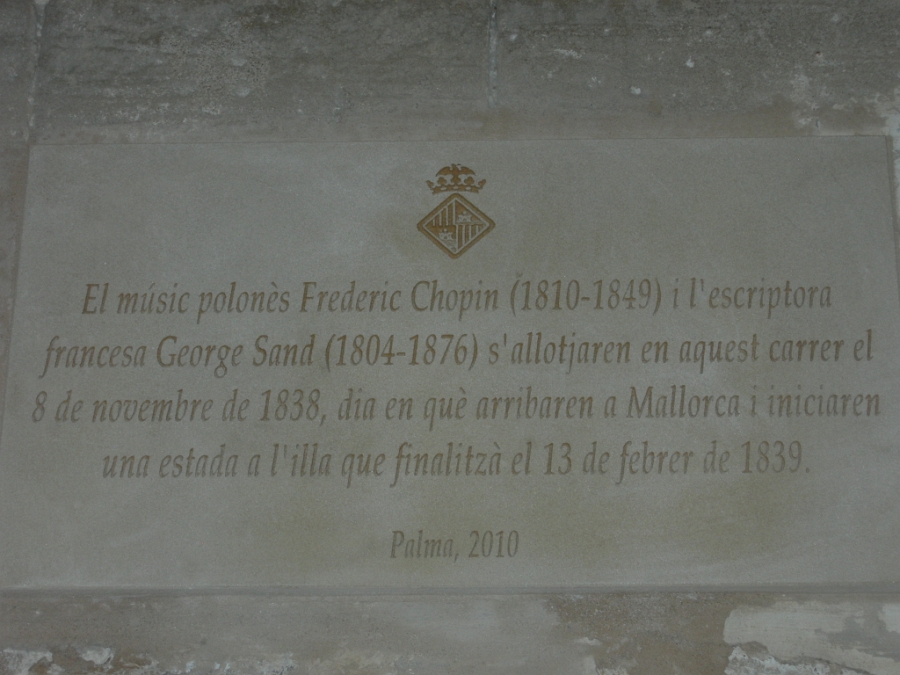 El músic polonès Frederic Chopin (1810-1849) i l'escriptora
francesa George Sand (1804-1876) s'allotjaren en aquest carrer el
8 de novembre de 1838, dia en què arribaren a Mallorca i iniciaren
una estada a l'illa que finalitzà el 13 de febrer de 1839.
Palma, 2010